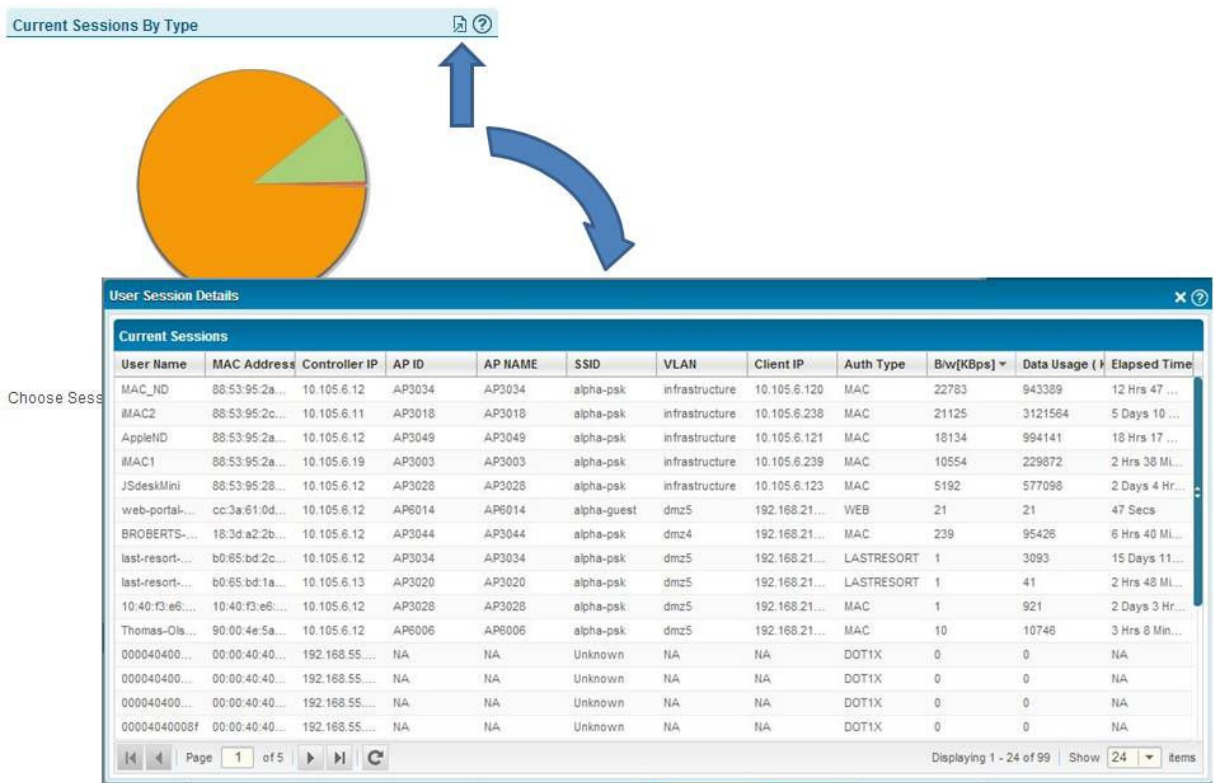 Current Sessions By Type
User Session Details
Current Sessions
User Name MAC Address Controller IP AP ID AP NAME SSID VLAN Client IP Auth Type B/w[KBps] Data Usage ( Elapsed Time
Choose Sess
MAC_ND 88:53:95:2a... 10.105.6.12 AP3034 AP3034 alpha-psk infrastructure 10.105.6.120 MAC 22783 943389 12 Hrs 47 ...
iMAC2 88:53:95:2c... 10.105.6.11 AP3018 AP3018 alpha-psk infrastructure 10.105.6.238 MAC 21125 3121564 5 Days 10 ...
AppleND 88:53:95:2a... 10.105.6.12 AP3049 AP3049 alpha-psk infrastructure 10.105.6.121 MAC 18134 994141 18 Hrs 17 ...
iMAC1 88:53:95:2a... 10.105.6.19 AP3003 AP3003 alpha-psk infrastructure 10.105.6.239 MAC 10554 229872 2 Hrs 38 Mi...
JSdeskMini 88:53:95:28... 10.105.6.12 AP3028 AP3028 alpha-psk infrastructure 10.105.6.123 MAC 5192 577098 2 Days 4 Hr...
web-portal-... cc:3a:61:0d... 10.105.6.12 AP6014 AP6014 alpha-guest dmz5 192.168.21... WEB 21 21 47 Secs
BROBERTS-... 18:3d:a2:2b... 10.105.6.12 AP3044 AP3044 alpha-psk dmz4 192.168.21... MAC 239 95426 6 Hrs 40 Mi...
last-resort-... b0:65:bd:2c... 10.105.6.12 AP3034 AP3034 alpha-psk dmz5 192.168.21... LASTRESORT 1 3093 15 Days 11...
last-resort-... b0:65:bd:1a... 10.105.6.13 AP3020 AP3020 alpha-psk dmz5 192.168.21... LASTRESORT 1 41 2 Hrs 48 Mi...
10:40:f3:e6:... 10:40:f3:e6:... 10.105.6.12 AP3028 AP3028 alpha-psk dmz5 192.168.21... MAC 1 921 2 Days 3 Hr...
Thomas-Ols... 90:00:4e:5a... 10.105.6.12 AP6006 AP6006 alpha-psk dmz5 192.168.21... MAC 10 10746 3 Hrs 8 Min...
000040400... 00:00:40:40... 192.168.55.... NA NA Unknown NA NA DOT1X 0 0 NA
000040400... 00:00:40:40... 192.168.55.... NA NA Unknown NA NA DOT1X 0 0 NA
000040400... 00:00:40:40... 192.168.55.... NA NA Unknown NA NA DOT1X 0 0 NA
00004040008f 00:00:40:40... 192.168.55.... NA NA Unknown NA NA DOT1X 0 0 NA
Page 1 of 5 Displaying 1 - 24 of 99 Show 24 items